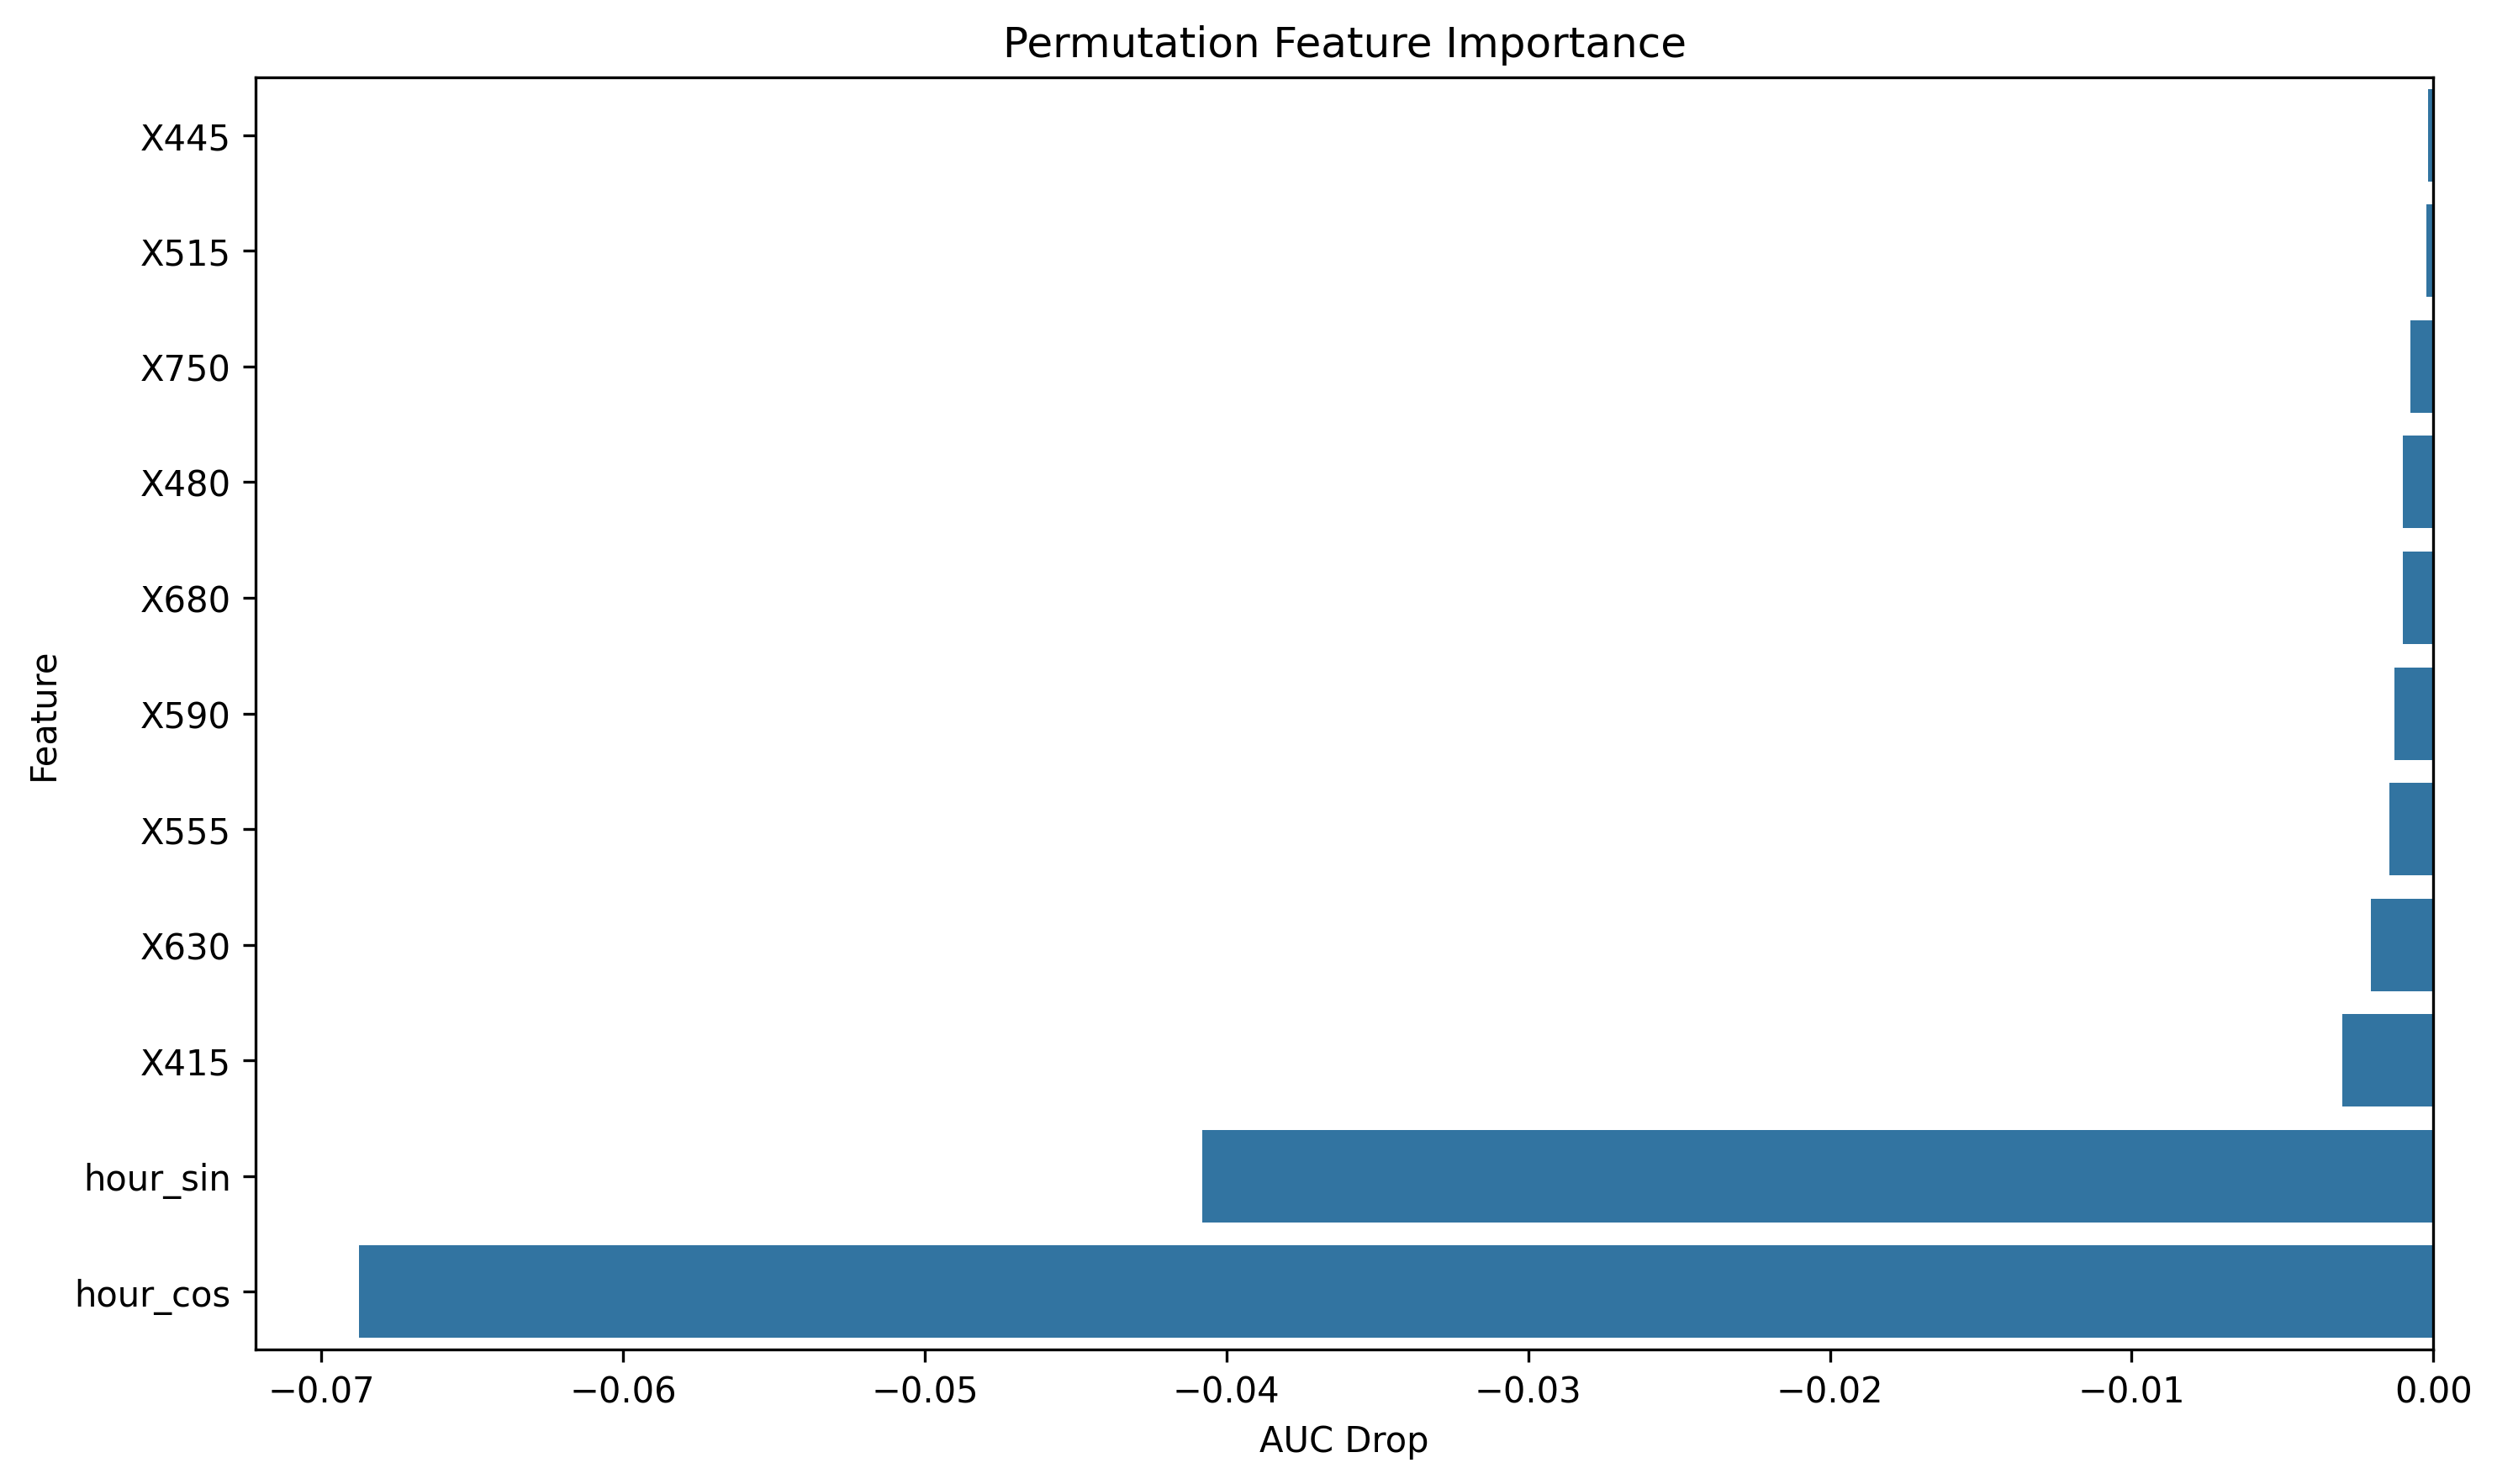 Permutation Feature Importance
X445
X515
X750
X480
X680
X590
X555
X630
X415
hour_sin
hour_cos
Feature
−0.07 −0.06 −0.05 −0.04 −0.03 −0.02 −0.01 0.00
AUC Drop